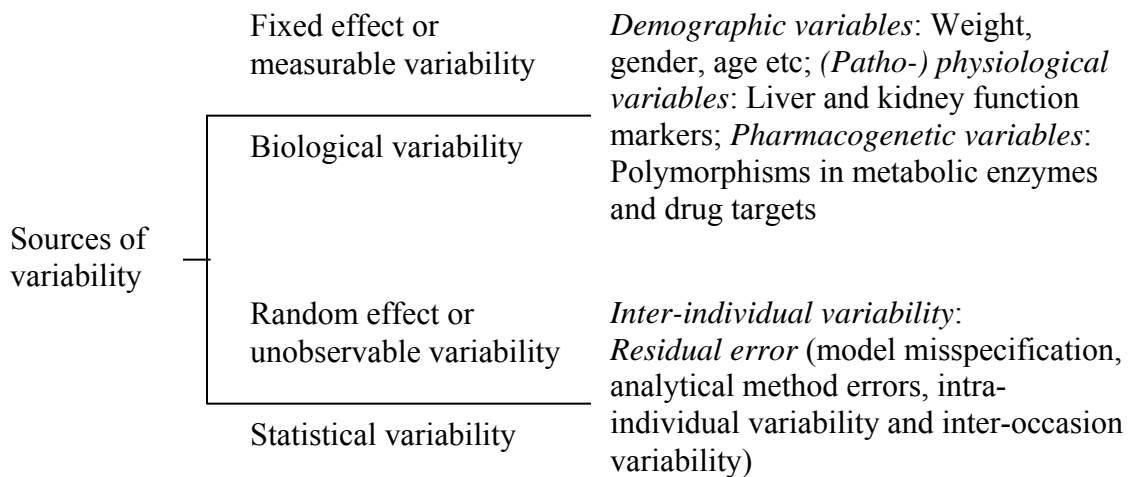 Sources of
variability
Fixed effect or
measurable variability
Biological variability
Demographic variables: Weight,
gender, age etc; (Patho-) physiological
variables: Liver and kidney function
markers; Pharmacogenetic variables:
Polymorphisms in metabolic enzymes
and drug targets
Random effect or
unobservable variability
Statistical variability
Inter-individual variability:
Residual error (model misspecification,
analytical method errors, intra-
individual variability and inter-occasion
variability)